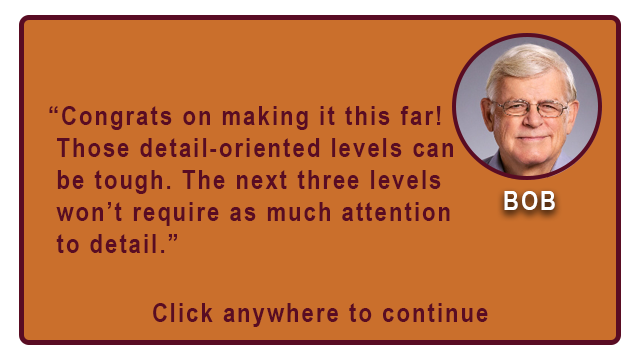 “Congrats on making it this far!
Those detail-oriented levels can
be tough. The next three levels
won’t require as much attention
to detail.”
BOB
Click anywhere to continue